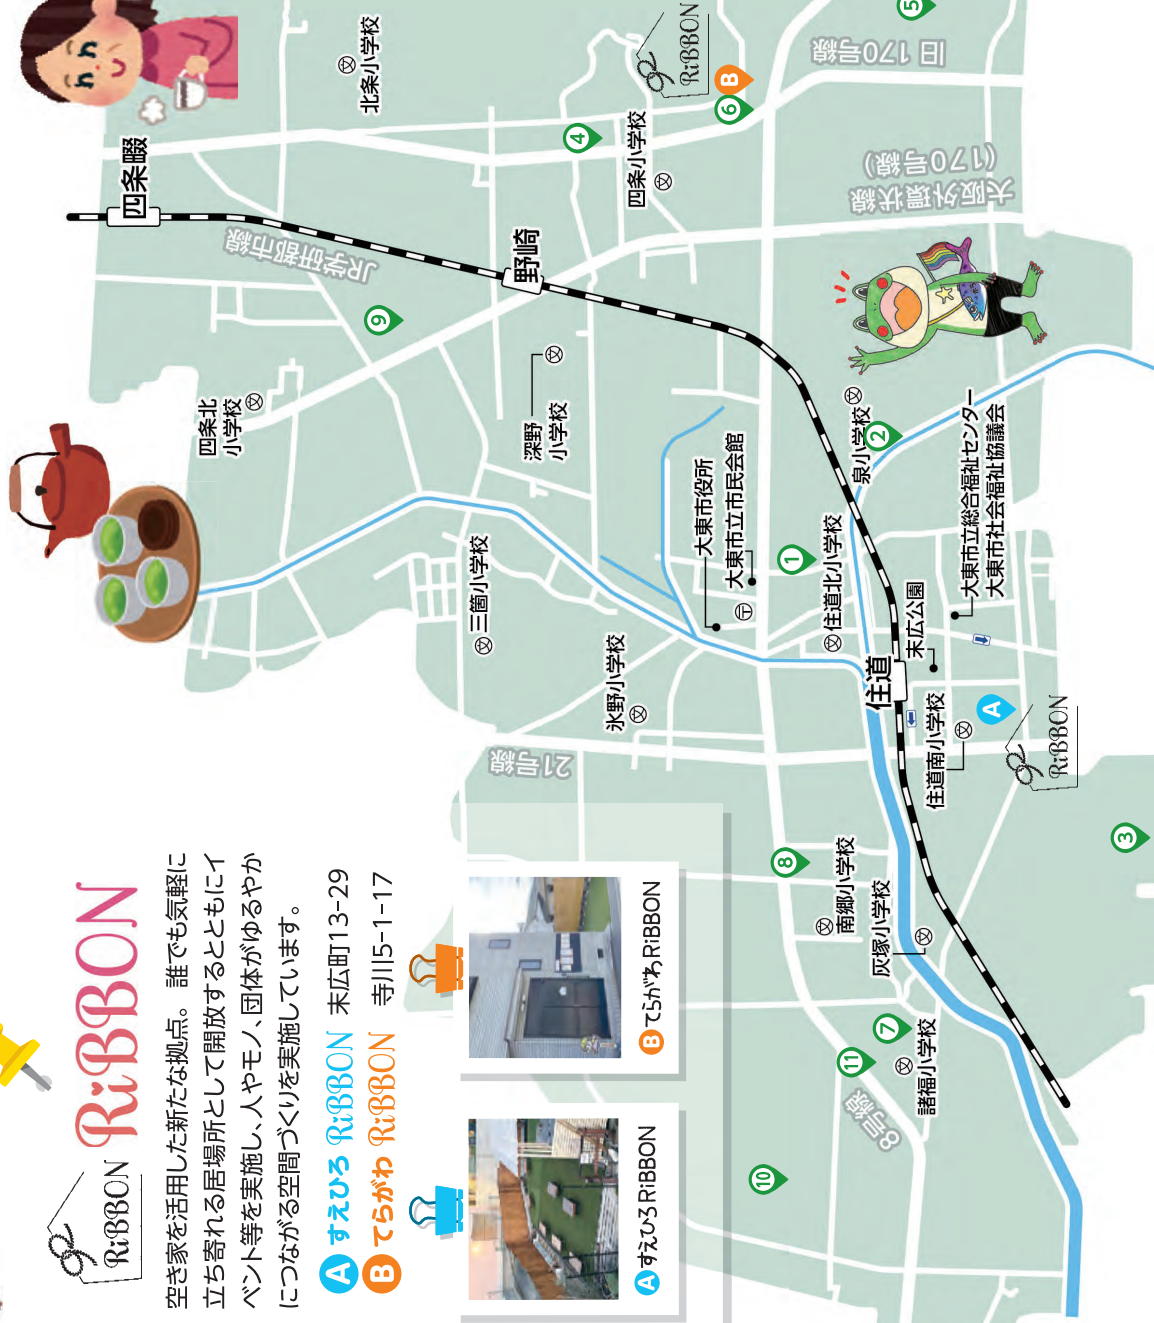 RiBBON
RiBBON
空き家を活用した新たな拠点。誰でも気軽に
立ち寄れる居場所として開放するとともにイ
ベント等を実施し、人やモノ、団体がゆるやか
につながる空間づくりを実施しています。
A すえひろ RiBBON 末広町13-29
B てらがわ RiBBON 寺川5-1-17
A すえひろRiBBON
B てらがわRiBBON
四条畷
北条小学校
文
JR学研都市線
9
四条北
小学校
文
野崎
4
四条小学校
文
RiBBON
B
6
5
旧170号線
大阪外環状線
(170号線)
深野
小学校
文
三箇小学校
文
氷野小学校
文
大東市役所
大東市立市民会館
〒
1
住道北小学校
文
泉小学校
文
2
大東市立総合福祉センター
大東市社会福祉協議会
末広公園
住道
住道南小学校
文
A
RiBBON
21号線
3
8
南郷小学校
文
灰塚小学校
文
7
諸福小学校
文
11
8号線
10